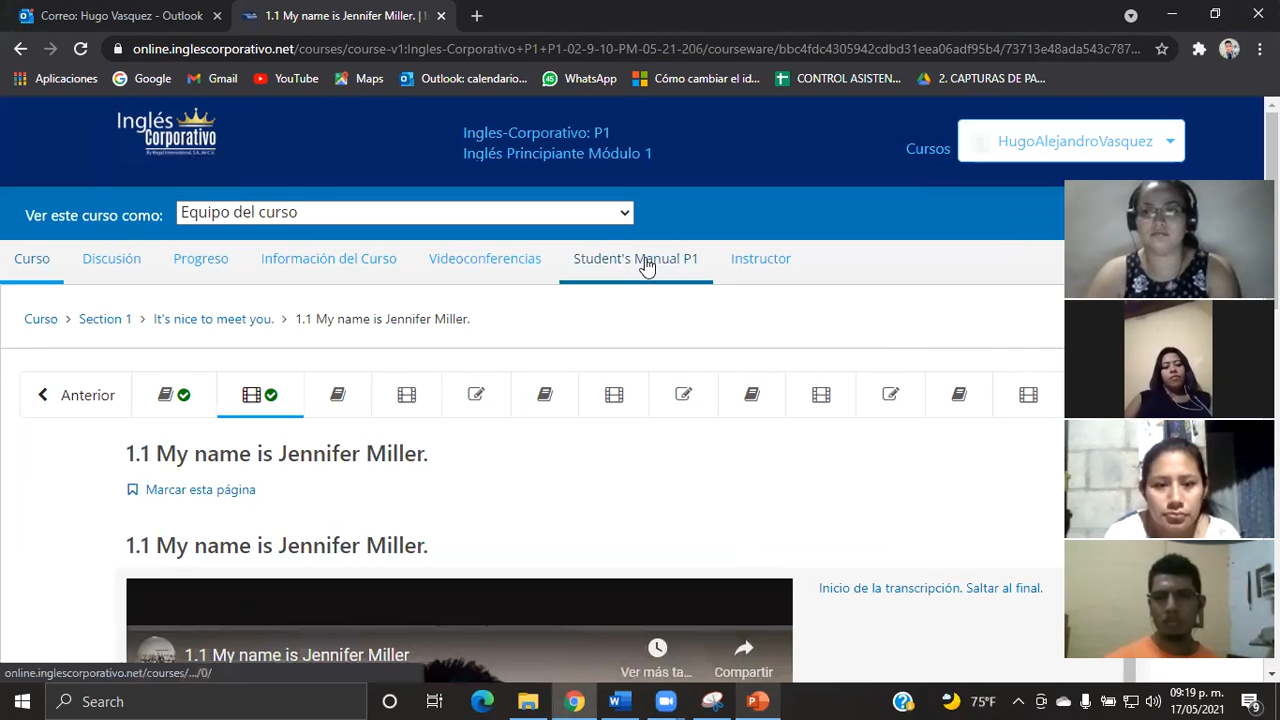 Correo: Hugo Vasquez - Outlook
1.1 My name is Jennifer Miller. |
online.inglescorporativo.net/courses/course-v1:Ingles-Corporativo+P1+P1-02-9-10-PM-05-21-206/courseware/bbc4fdc4305942cdbd31eea06adf95b4/73713e48ada543c787...
Aplicaciones
Google
Gmail
YouTube
Maps
Outlook: calendario...
WhatsApp
Cómo cambiar el id...
CONTROL ASISTEN...
2. CAPTURAS DE PA...
Inglés
Corporativo
Ingles-Corporativo: P1
Inglés Principiante Módulo 1
Cursos
HugoAlejandroVasquez
Ver este curso como:
Equipo del curso
Curso
Discusión
Progreso
Información del Curso
Videoconferencias
Student's Manual P1
Instructor
Curso > Section 1 > It's nice to meet you. > 1.1 My name is Jennifer Miller.
Anterior
1.1 My name is Jennifer Miller.
Marcar esta página
1.1 My name is Jennifer Miller.
Inicio de la transcripción. Saltar al final.
1.1 My name is Jennifer Miller
Ver más ta...
Compartir
online.inglescorporativo.net/courses/.../0/
Search
75°F
09:19 p. m.
17/05/2021
9